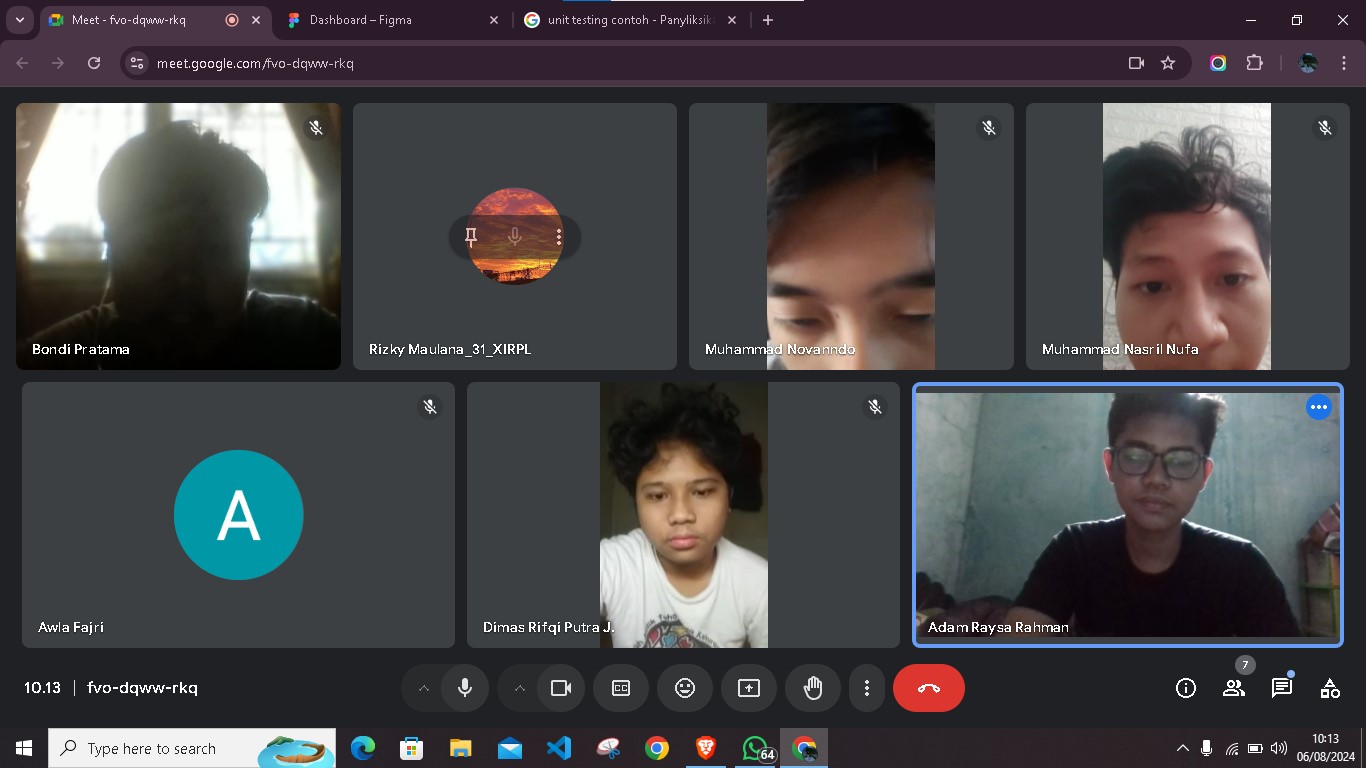 Meet - fvo-dqww-rkq
Dashboard – Figma
unit testing contoh - Panyliksik
meet.google.com/fvo-dqww-rkq
Bondi Pratama
Rizky Maulana_31_XIRPL
Muhammad Novanndo
Muhammad Nasril Nufa
A
Awla Fajri
Dimas Rifqi Putra J.
Adam Raysa Rahman
10.13 | fvo-dqww-rkq
CC
7
Type here to search
64
10:13
06/08/2024